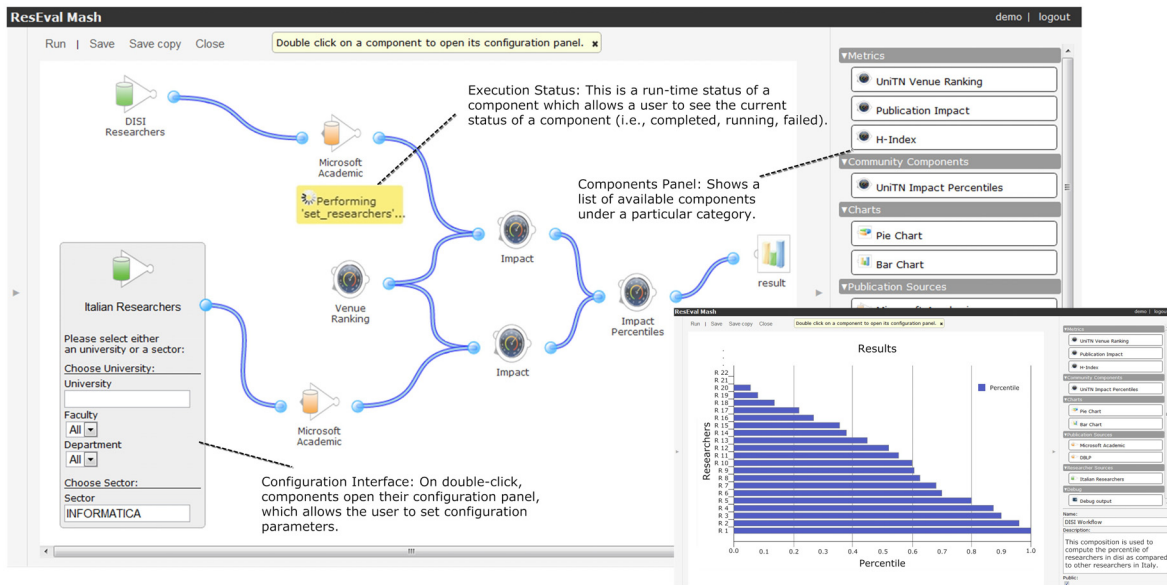 ResEval Mash
demo | logout
Run | Save Save copy Close
Double click on a component to open its configuration panel. x
DISI
Researchers
Microsoft
Academic
Performing
'set_researchers'...
Execution Status: This is a run-time status of a
component which allows a user to see the current
status of a component (i.e., completed, running, failed).
Components Panel: Shows a
list of available components
under a particular category.
Impact
Venue
Ranking
Impact
Impact
Percentiles
result
Microsoft
Academic
Italian Researchers
Please select either
an university or a sector:
Choose University:
University
Faculty
All
Department
All
Choose Sector:
Sector
INFORMATICA
Configuration Interface: On double-click,
components open their configuration panel,
which allows the user to set configuration
parameters.
▼Metrics
UniTN Venue Ranking
Publication Impact
H-Index
▼Community Components
UniTN Impact Percentiles
▼Charts
Pie Chart
Bar Chart
▼Publication Sources
ResEval Mash
demo | logou
Run | Save Save copy Close
Double click on a component to open its configuration panel. x
Results
Percentile
Researchers
R 22
R 21
R 20
R 19
R 18
R 17
R 16
R 15
R 14
R 13
R 12
R 11
R 10
R 9
R 8
R 7
R 6
R 5
R 4
R 3
R 2
R 1
0.0 0.1 0.2 0.3 0.4 0.5 0.6 0.7 0.8 0.9 1.0
Percentile
▼Metrics
UniTN Venue Ranking
Publication Impact
H-Index
▼Community Components
UniTN Impact Percentiles
▼Charts
Pie Chart
Bar Chart
▼Publication Sources
Microsoft Academic
DBLP
▼Researcher Sources
Italian Researchers
▼Debug
Debug output
Name:
DISI Workflow
Description:
This composition is used to
compute the percentile of
researchers in disi as compared
to other researchers in Italy.
Public: